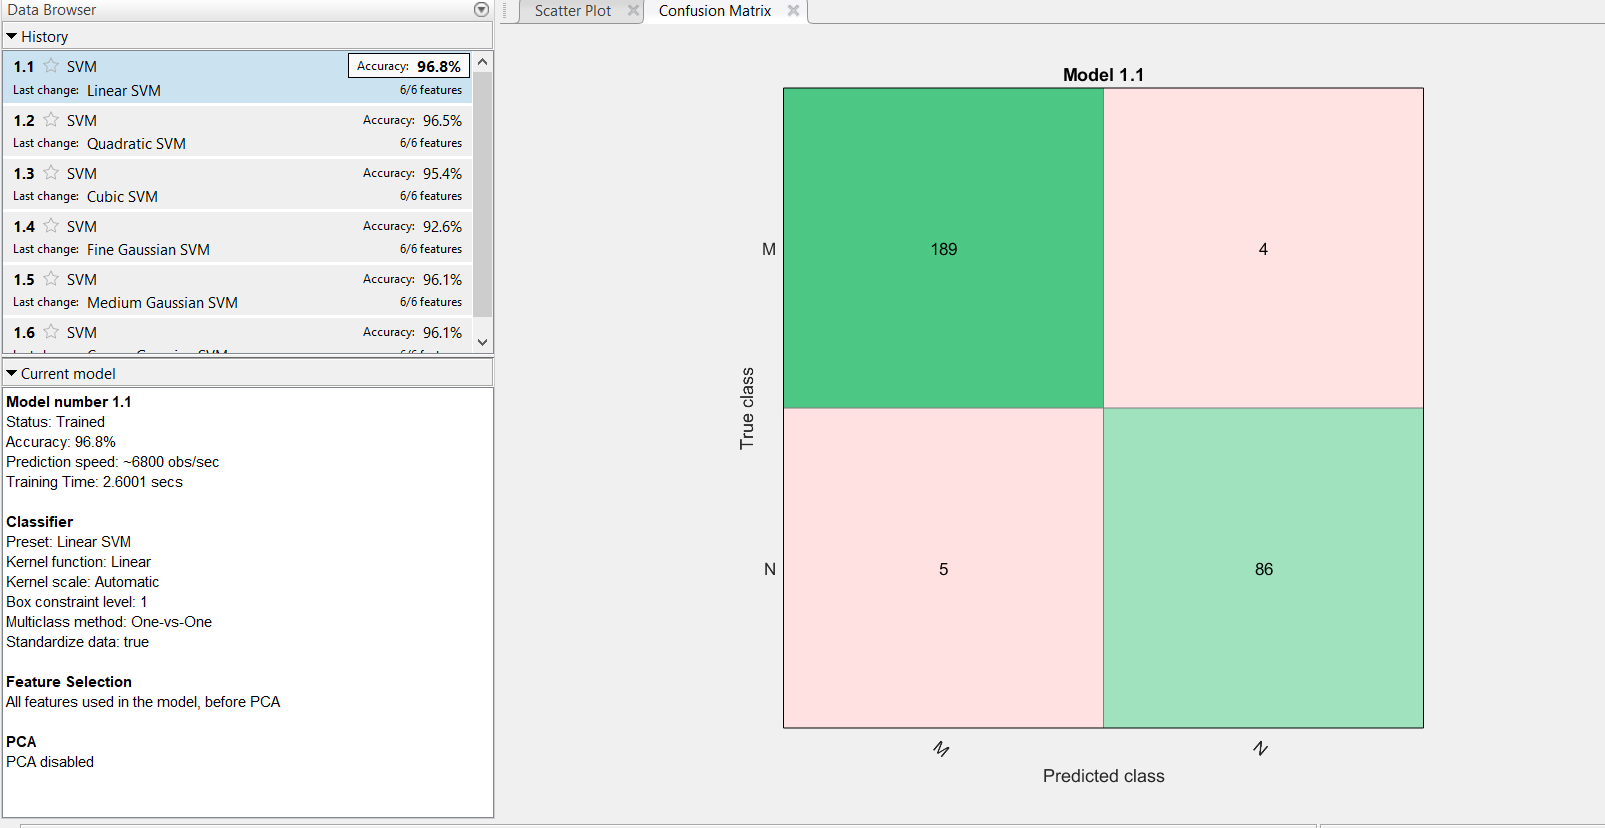 Data Browser
History
1.1 SVM Accuracy: 96.8%
Last change: Linear SVM 6/6 features
1.2 SVM Accuracy: 96.5%
Last change: Quadratic SVM 6/6 features
1.3 SVM Accuracy: 95.4%
Last change: Cubic SVM 6/6 features
1.4 SVM Accuracy: 92.6%
Last change: Fine Gaussian SVM 6/6 features
1.5 SVM Accuracy: 96.1%
Last change: Medium Gaussian SVM 6/6 features
1.6 SVM Accuracy: 96.1%
Current model
Model number 1.1
Status: Trained
Accuracy: 96.8%
Prediction speed: ~6800 obs/sec
Training Time: 2.6001 secs
Classifier
Preset: Linear SVM
Kernel function: Linear
Kernel scale: Automatic
Box constraint level: 1
Multiclass method: One-vs-One
Standardize data: true
Feature Selection
All features used in the model, before PCA
PCA
PCA disabled
Scatter Plot
Confusion Matrix
Model 1.1
M 189 4
True class
N 5 86
M N
Predicted class